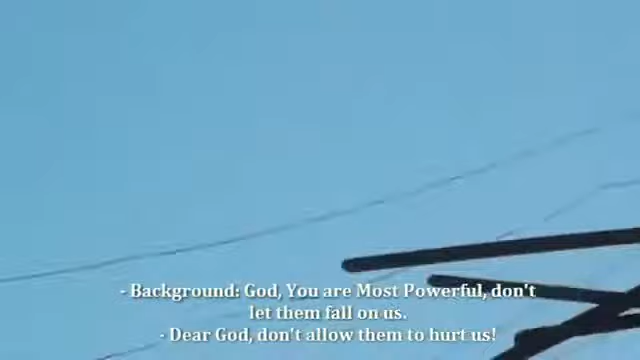 - Background: God, You are Most Powerful, don't
let them fall on us.
- Dear God, don't allow them to hurt us!